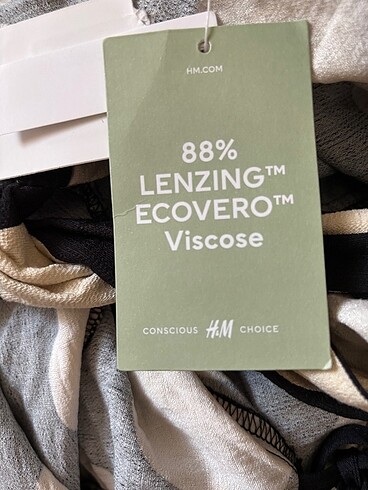 HM.COM
88%
LENZING™
ECOVERO™
Viscose
CONSCIOUS H&M CHOICE